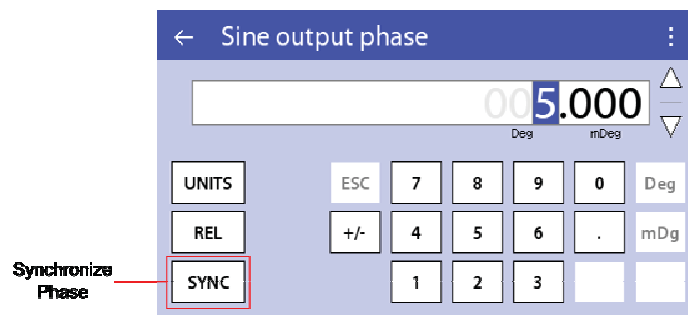 ← Sine output phase
005.000
Deg mDeg
UNITS ESC 7 8 9 0 Deg
REL +/- 4 5 6 . mDg
Synchronize
Phase
SYNC 1 2 3